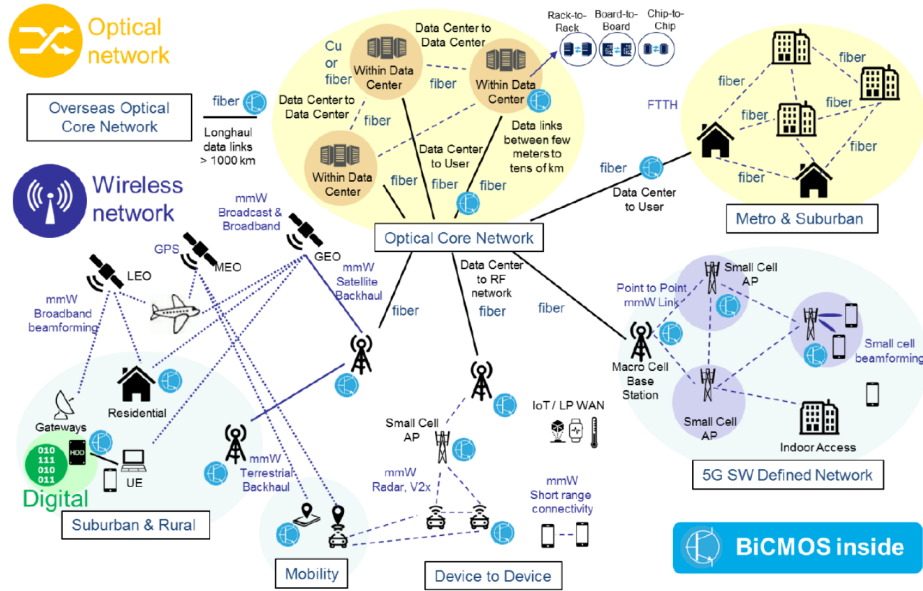 Optical
network
Overseas Optical
Core Network
fiber
Longhaul
data links
> 1000 km
Data Center to
Data Center
Cu
or
fiber
Within Data
Center
fiber
Within Data
Center
Data Center to
Data Center
fiber
Within Data
Center
Data Center
to User
Data links
between few
meters to
tens of km
fiber
fiber
fiber
fiber
Rack-to-
Rack
Board-to-
Board
Chip-to-
Chip
FTTH
fiber
fiber
fiber
fiber
fiber
fiber
Metro & Suburban
fiber
Data Center
to User
Optical Core Network
Wireless
network
mmW
Broadcast &
Broadband
GPS
LEO
MEO
GEO
mmW
Broadband
beamforming
mmW
Satellite
Backhaul
fiber
Data Center
to RF
network
fiber
fiber
Small Cell
AP
Point to Point
mmW Link
Macro Cell
Base
Station
Small cell
beamforming
Small Cell
AP
Indoor Access
5G SW Defined Network
Residential
Gateways
HDD
010
111
010
011
Digital
UE
Suburban & Rural
mmW
Terrestrial
Backhaul
Small Cell
AP
IoT / LP WAN
mmW
Radar, V2x
mmW
Short range
connectivity
Mobility
Device to Device
BiCMOS inside